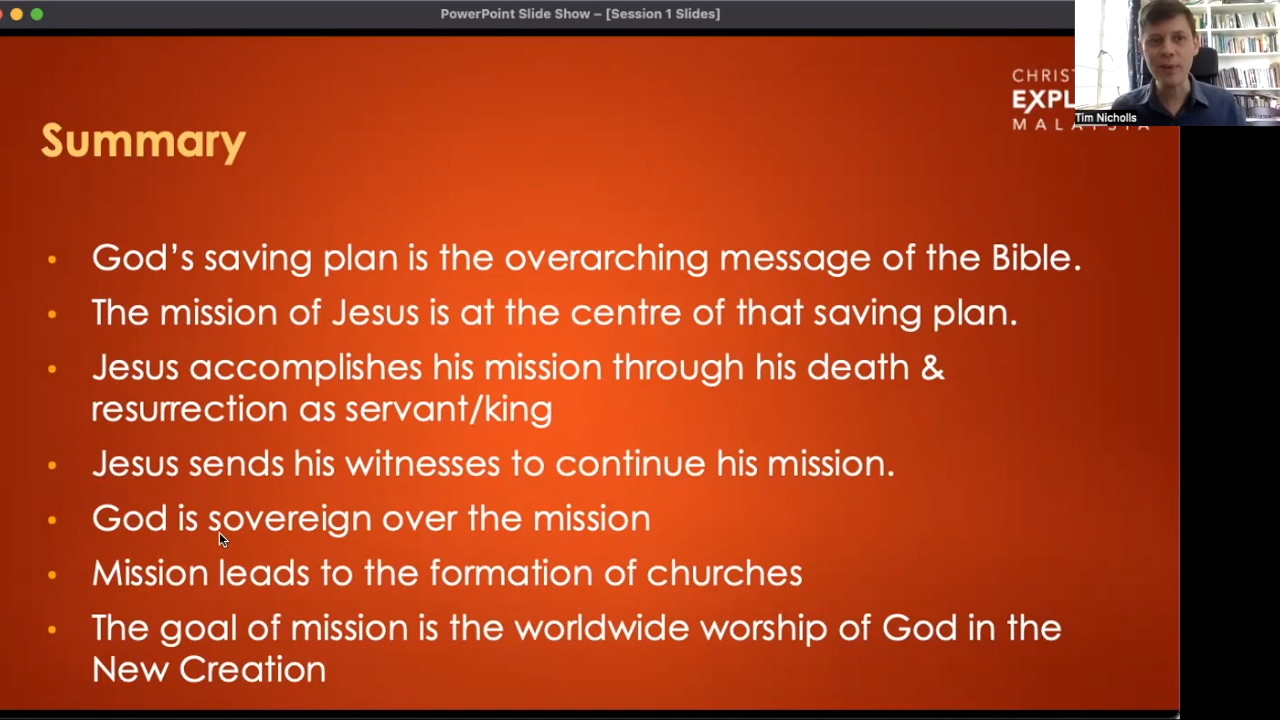 PowerPoint Slide Show – [Session 1 Slides]
Tim Nicholls
Summary
• God’s saving plan is the overarching message of the Bible.
• The mission of Jesus is at the centre of that saving plan.
• Jesus accomplishes his mission through his death &
resurrection as servant/king
• Jesus sends his witnesses to continue his mission.
• God is sovereign over the mission
• Mission leads to the formation of churches
• The goal of mission is the worldwide worship of God in the
New Creation